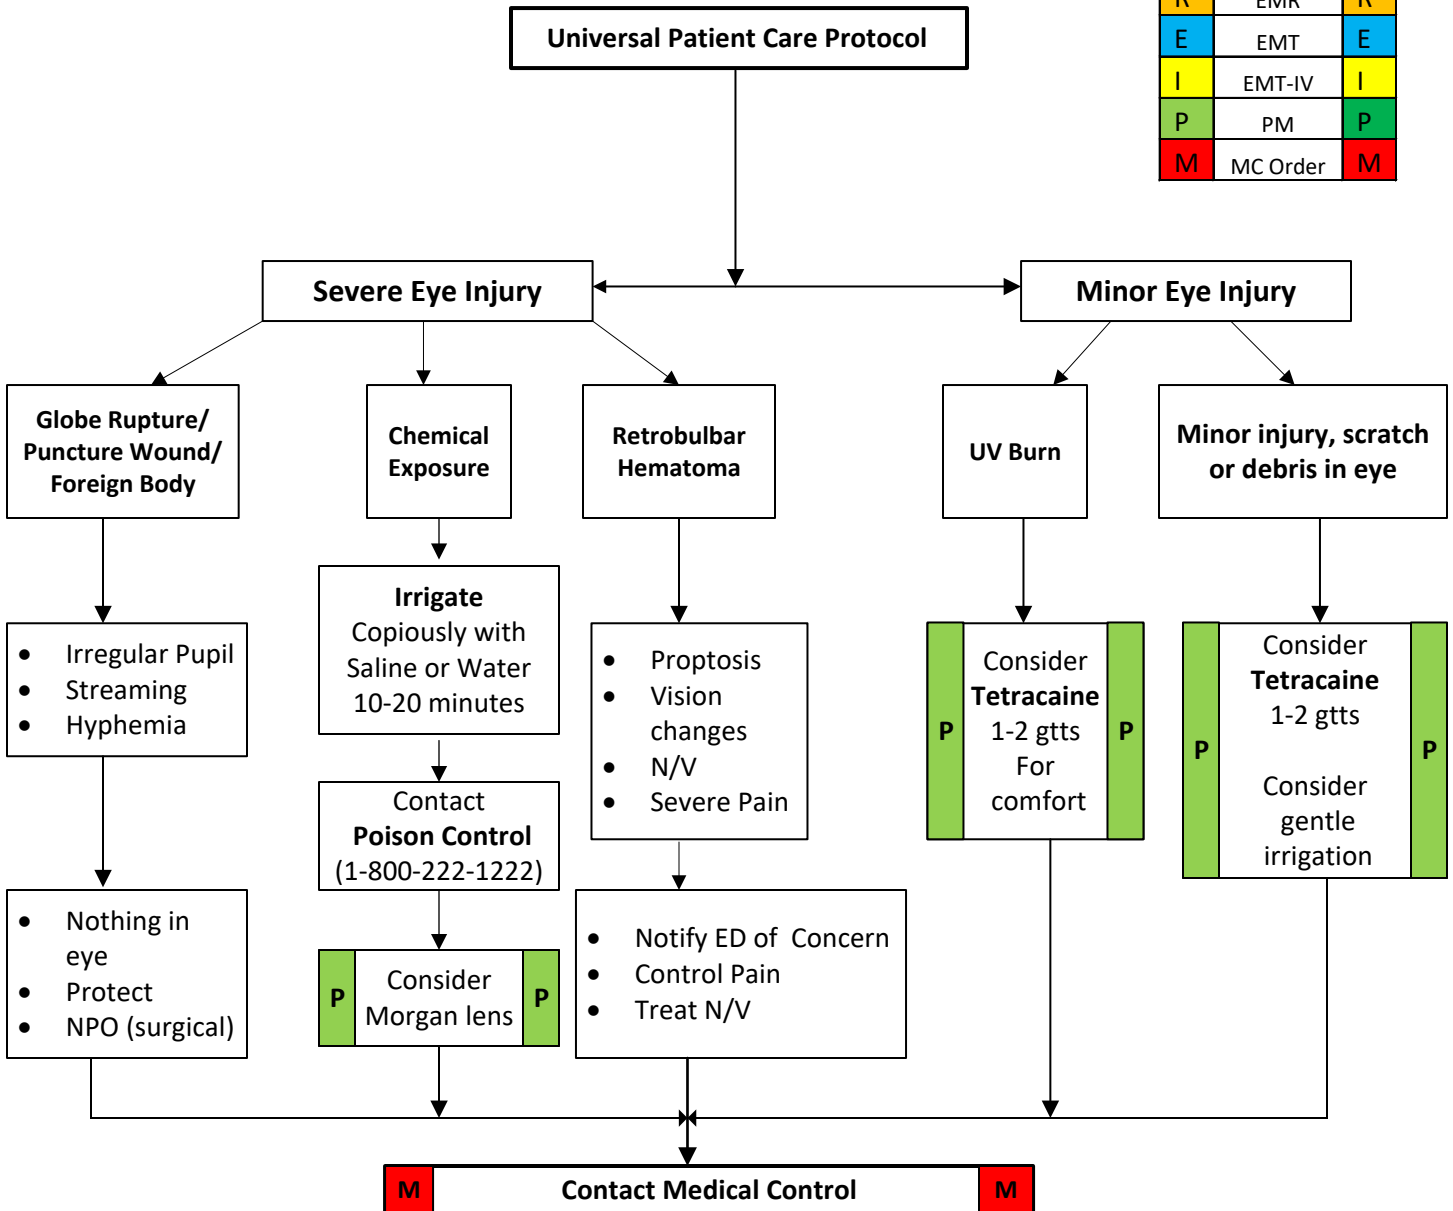 Universal Patient Care Protocol
R EMR R
E EMT E
I EMT-IV I
P PM P
M MC Order M
Severe Eye Injury
Minor Eye Injury
Globe Rupture/
Puncture Wound/
Foreign Body
Chemical
Exposure
Retrobulbar
Hematoma
UV Burn
Minor injury, scratch
or debris in eye
• Irregular Pupil
• Streaming
• Hyphemia
Irrigate
Copiously with
Saline or Water
10-20 minutes
• Proptosis
• Vision
changes
• N/V
• Severe Pain
P
Consider
Tetracaine
1-2 gtts
For
comfort
P
P
Consider
Tetracaine
1-2 gtts
Consider
gentle
irrigation
P
Contact
Poison Control
(1-800-222-1222)
• Nothing in
eye
• Protect
• NPO (surgical)
P
Consider
Morgan lens
P
• Notify ED of Concern
• Control Pain
• Treat N/V
M Contact Medical Control M